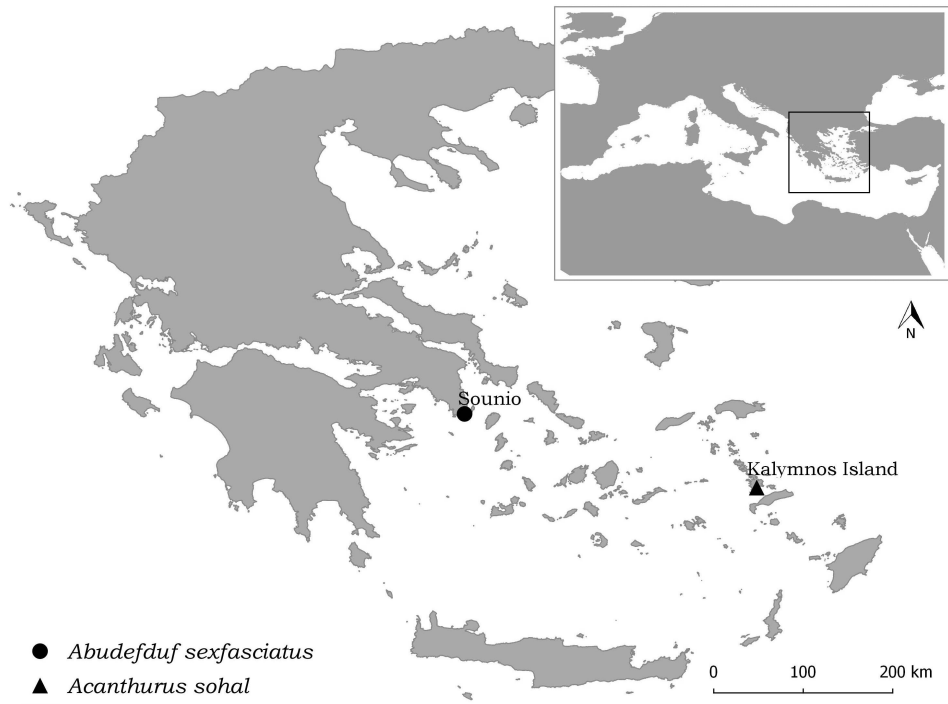 N
Sounio
Kalymnos Island
Abudefduf sexfasciatus
Acanthurus sohal
0 100 200 km